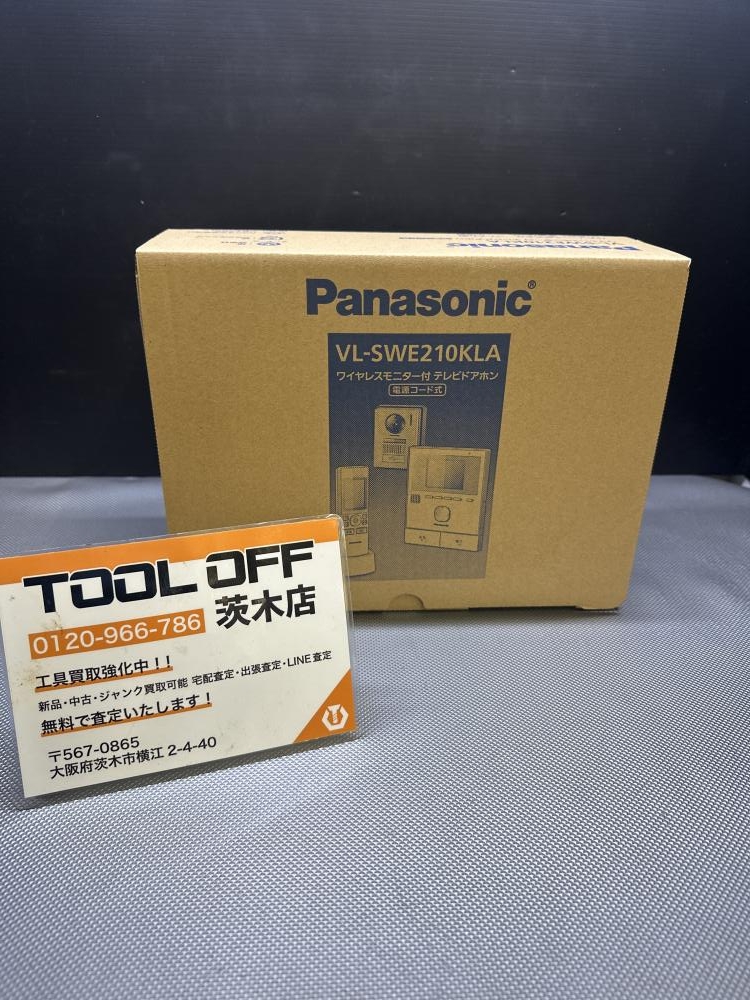 Panasonic
Panasonic®
VL-SWE210KLA
ワイヤレスモニター付 テレビドアホン
電源コード式
TOOL OFF
0120-966-786 茨木店
工具買取強化中！！
新品・中古・ジャンク買取可能 宅配査定・出張査定・LINE査定
無料で査定いたします！
〒567-0865
大阪府茨木市横江 2-4-40